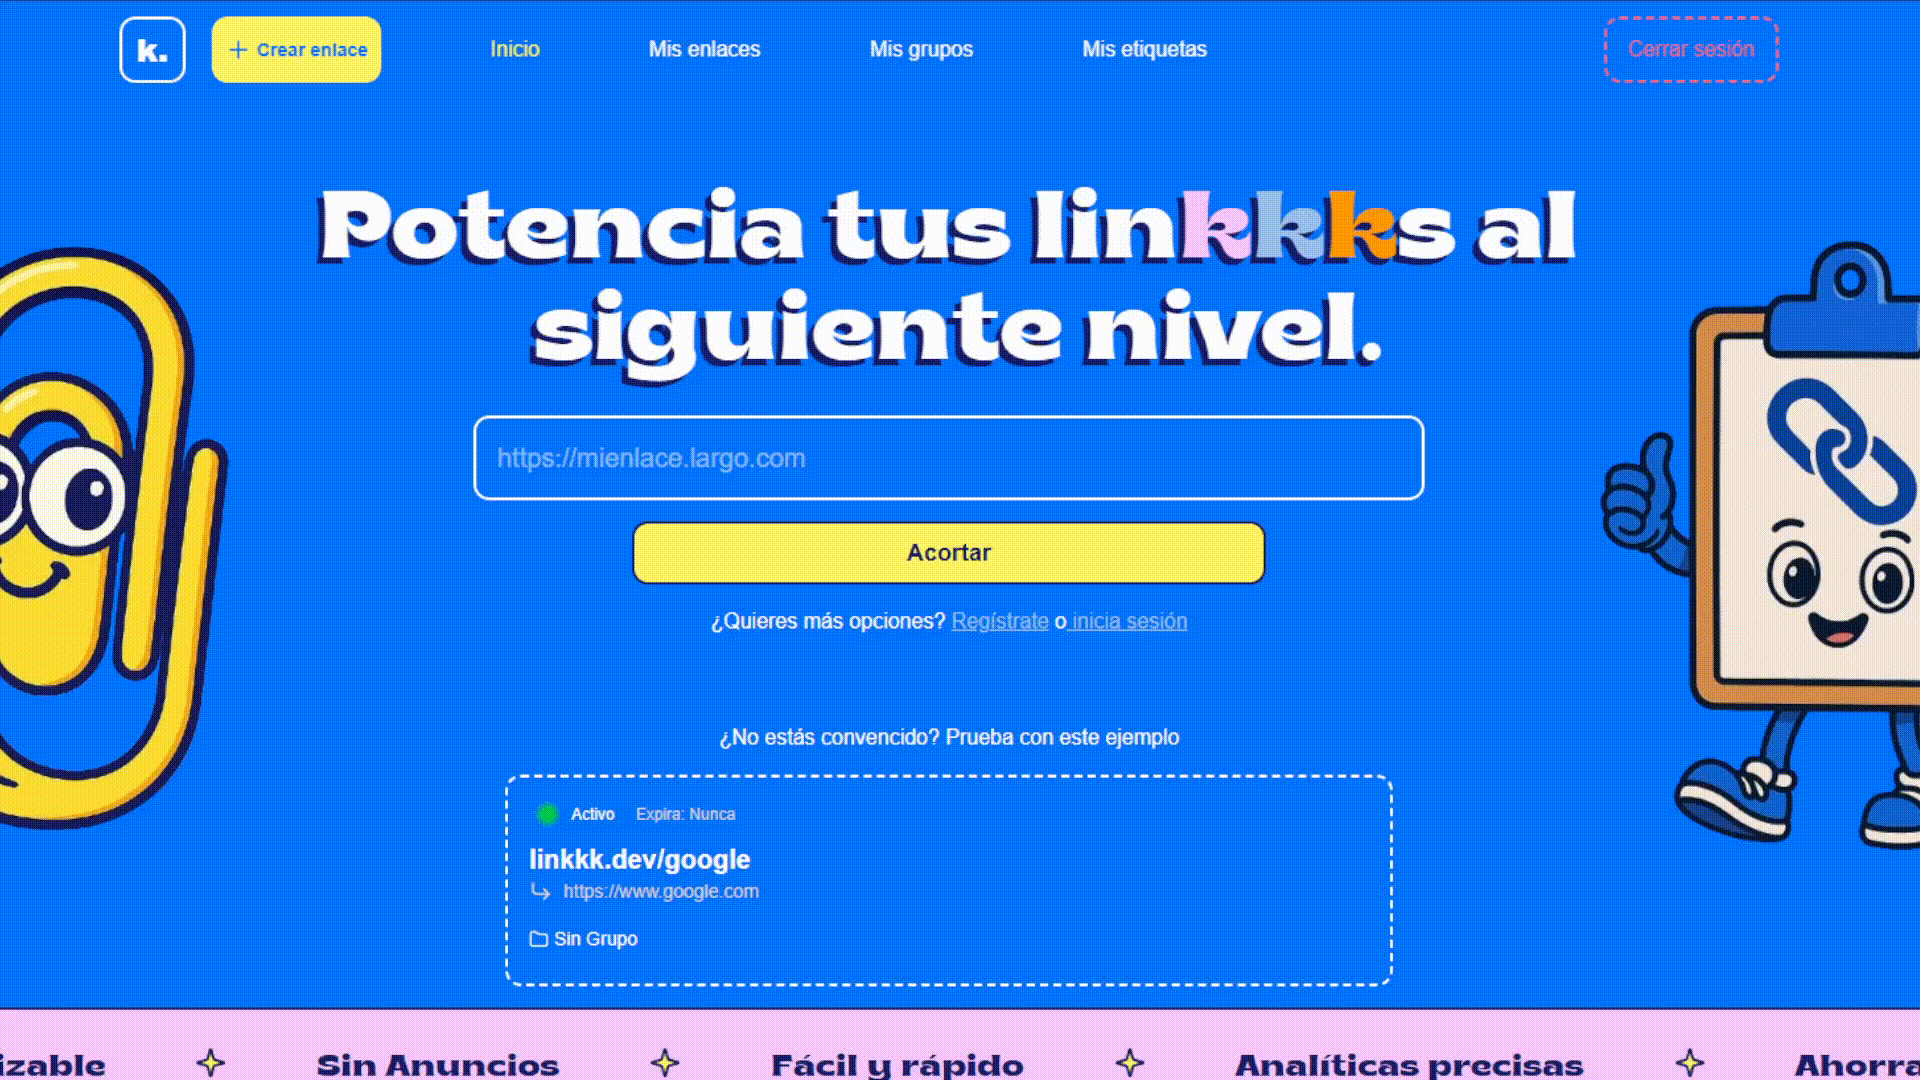 k.
+ Crear enlace
Inicio
Mis enlaces
Mis grupos
Mis etiquetas
Cerrar sesión
Potencia tus linkkks al
siguiente nivel.
https://mienlace.largo.com
Acortar
¿Quieres más opciones? Regístrate o inicia sesión
¿No estás convencido? Prueba con este ejemplo
Activo Expira: Nunca
linkkk.dev/google
https://www.google.com
Sin Grupo
izable Sin Anuncios Fácil y rápido Analíticas precisas Ahorra